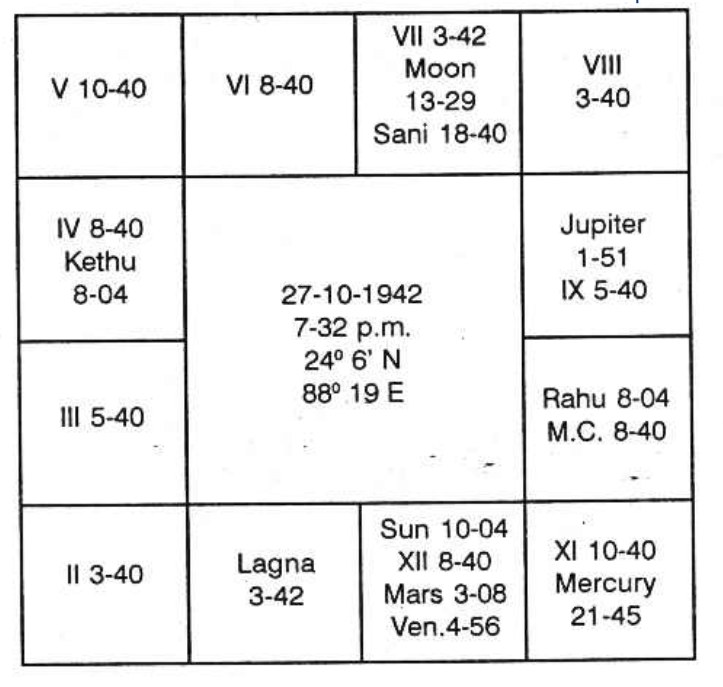 V 10-40
VI 8-40
VII 3-42
Moon
13-29
Sani 18-40
VIII
3-40
IV 8-40
Kethu
8-04
27-10-1942
7-32 p.m.
24º 6' N
88º 19 E
Jupiter
1-51
IX 5-40
III 5-40
Rahu 8-04
M.C. 8-40
II 3-40
Lagna
3-42
Sun 10-04
XII 8-40
Mars 3-08
Ven.4-56
XI 10-40
Mercury
21-45